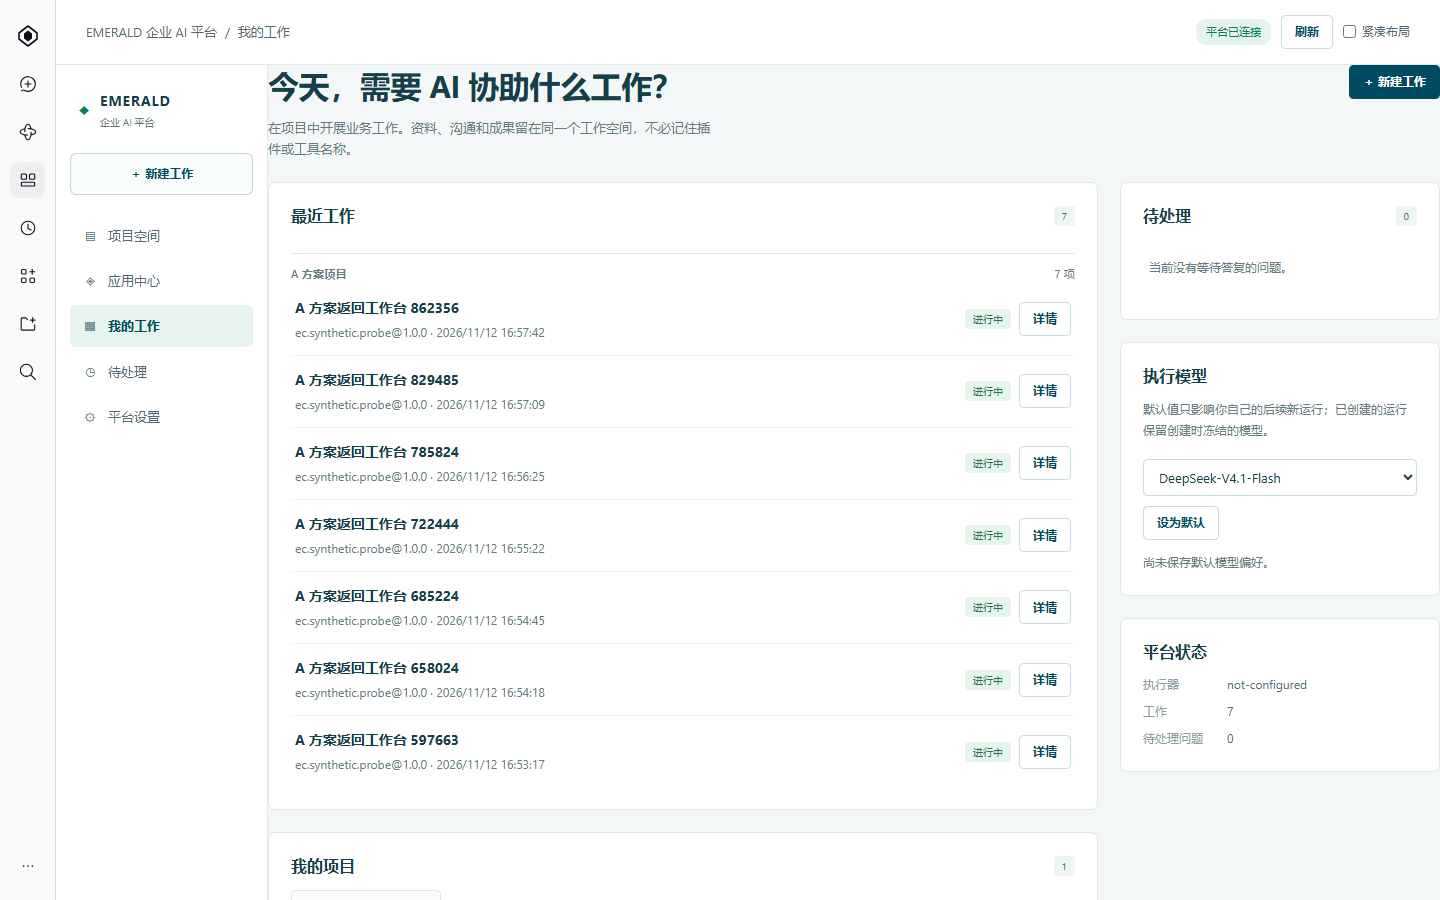 EMERALD 企业 AI 平台 / 我的工作
平台已连接
刷新
紧凑布局
EMERALD
企业 AI 平台
+ 新建工作
项目空间
应用中心
我的工作
待处理
平台设置
今天，需要 AI 协助什么工作？
+ 新建工作
在项目中开展业务工作。资料、沟通和成果留在同一个工作空间，不必记住插
件或工具名称。
最近工作
7
A 方案项目
7 项
A 方案返回工作台 862356
ec.synthetic.probe@1.0.0 · 2026/11/12 16:57:42
进行中
详情
A 方案返回工作台 829485
ec.synthetic.probe@1.0.0 · 2026/11/12 16:57:09
进行中
详情
A 方案返回工作台 785824
ec.synthetic.probe@1.0.0 · 2026/11/12 16:56:25
进行中
详情
A 方案返回工作台 722444
ec.synthetic.probe@1.0.0 · 2026/11/12 16:55:22
进行中
详情
A 方案返回工作台 685224
ec.synthetic.probe@1.0.0 · 2026/11/12 16:54:45
进行中
详情
A 方案返回工作台 658024
ec.synthetic.probe@1.0.0 · 2026/11/12 16:54:18
进行中
详情
A 方案返回工作台 597663
ec.synthetic.probe@1.0.0 · 2026/11/12 16:53:17
进行中
详情
我的项目
1
待处理
0
当前没有等待答复的问题。
执行模型
默认值只影响你自己的后续新运行；已创建的运行
保留创建时冻结的模型。
DeepSeek-V4.1-Flash
设为默认
尚未保存默认模型偏好。
平台状态
执行器 not-configured
工作 7
待处理问题 0